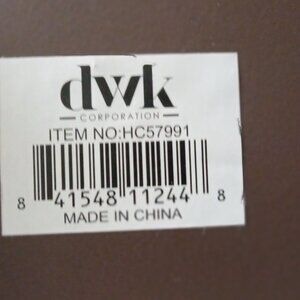 dwk
CORPORATION
ITEM NO:HC57991
8 41548 11244 8
MADE IN CHINA